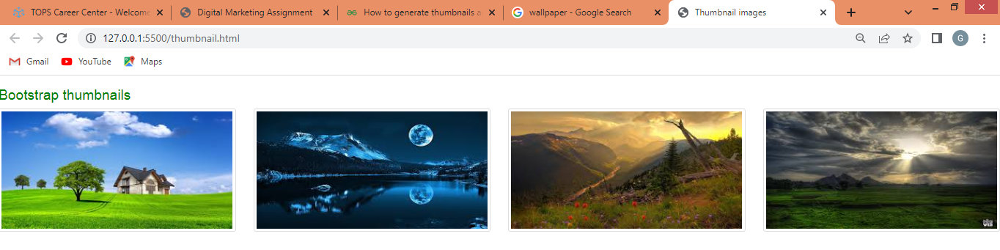 TOPS Career Center - Welcome
Digital Marketing Assignment
How to generate thumbnails a
wallpaper - Google Search
Thumbnail images
127.0.0.1:5500/thumbnail.html
G
Gmail
YouTube
Maps
Bootstrap thumbnails